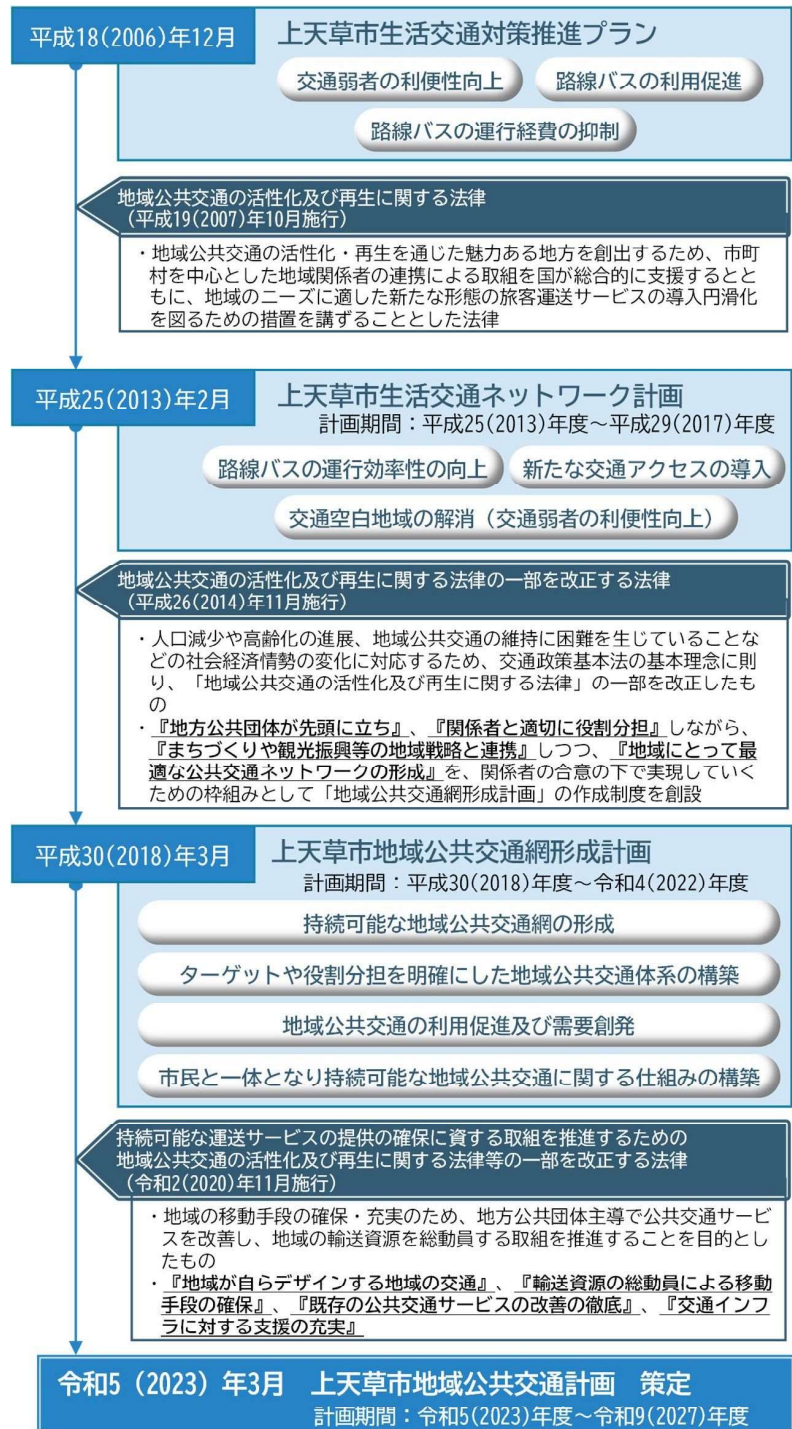 平成18(2006)年12月
上天草市生活交通対策推進プラン
交通弱者の利便性向上
路線バスの利用促進
路線バスの運行経費の抑制
地域公共交通の活性化及び再生に関する法律
(平成19(2007)年10月施行)
・地域公共交通の活性化・再生を通じた魅力ある地方を創出するため、市町
村を中心とした地域関係者の連携による取組を国が総合的に支援するとと
もに、地域のニーズに適した新たな形態の旅客運送サービスの導入円滑化
を図るための措置を講ずることとした法律
平成25(2013)年2月
上天草市生活交通ネットワーク計画
計画期間：平成25(2013)年度～平成29(2017)年度
路線バスの運行効率性の向上
新たな交通アクセスの導入
交通空白地域の解消（交通弱者の利便性向上）
地域公共交通の活性化及び再生に関する法律の一部を改正する法律
(平成26(2014)年11月施行)
・人口減少や高齢化の進展、地域公共交通の維持に困難を生じていることな
どの社会経済情勢の変化に対応するため、交通政策基本法の基本理念に則
り、「地域公共交通の活性化及び再生に関する法律」の一部を改正したも
の
・『地方公共団体が先頭に立ち』、『関係者と適切に役割分担』しながら、
『まちづくりや観光振興等の地域戦略と連携』しつつ、『地域にとって最
適な公共交通ネットワークの形成』を、関係者の合意の下で実現していく
ための枠組みとして「地域公共交通網形成計画」の作成制度を創設
平成30(2018)年3月
上天草市地域公共交通網形成計画
計画期間：平成30(2018)年度～令和4(2022)年度
持続可能な地域公共交通網の形成
ターゲットや役割分担を明確にした地域公共交通体系の構築
地域公共交通の利用促進及び需要創発
市民と一体となり持続可能な地域公共交通に関する仕組みの構築
持続可能な運送サービスの提供の確保に資する取組を推進するための
地域公共交通の活性化及び再生に関する法律等の一部を改正する法律
(令和2(2020)年11月施行)
・地域の移動手段の確保・充実のため、地方公共団体主導で公共交通サービ
スを改善し、地域の輸送資源を総動員する取組を推進することを目的とし
たもの
・『地域が自らデザインする地域の交通』、『輸送資源の総動員による移動
手段の確保』、『既存の公共交通サービスの改善の徹底』、『交通インフ
ラに対する支援の充実』
令和5（2023）年3月　上天草市地域公共交通計画　策定
計画期間：令和5(2023)年度～令和9(2027)年度